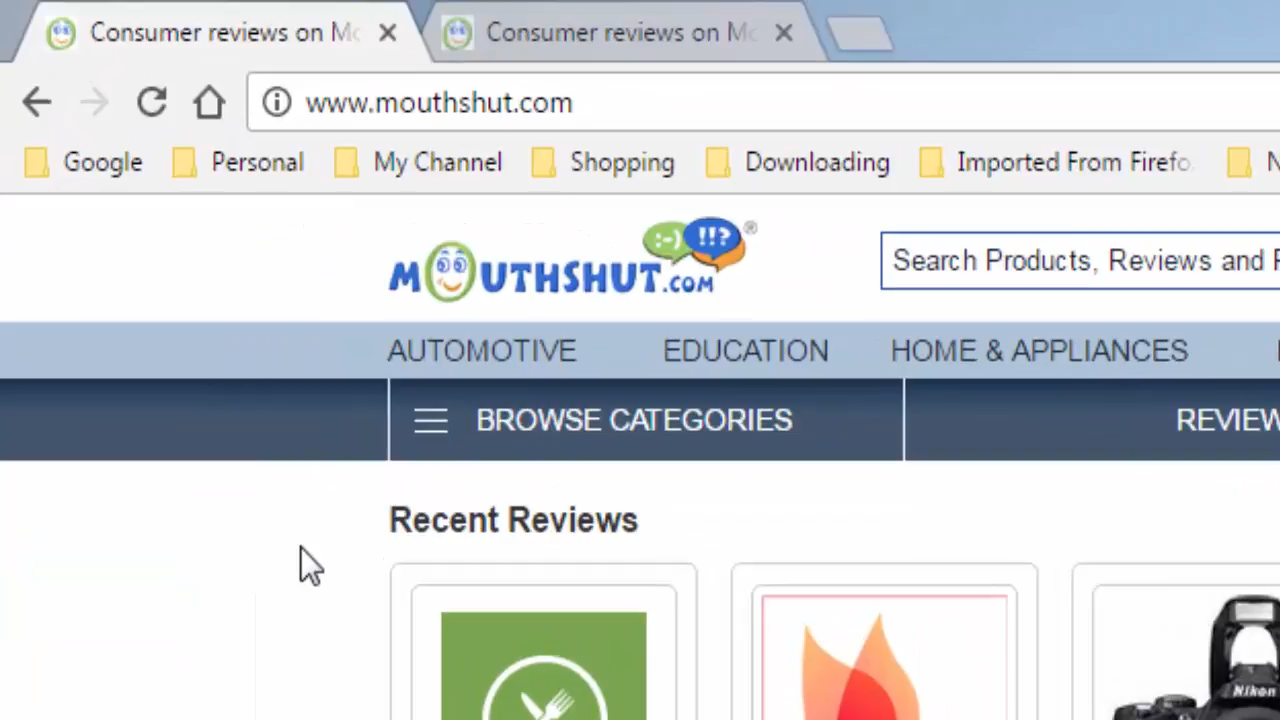 Consumer reviews on Mo
Consumer reviews on Mo
www.mouthshut.com
Google Personal My Channel Shopping Downloading Imported From Firefo
MOUTHSHUT.COM :-) !!? ®
Search Products, Reviews and
AUTOMOTIVE EDUCATION HOME & APPLIANCES
BROWSE CATEGORIES REVIEW
Recent Reviews
Nikon